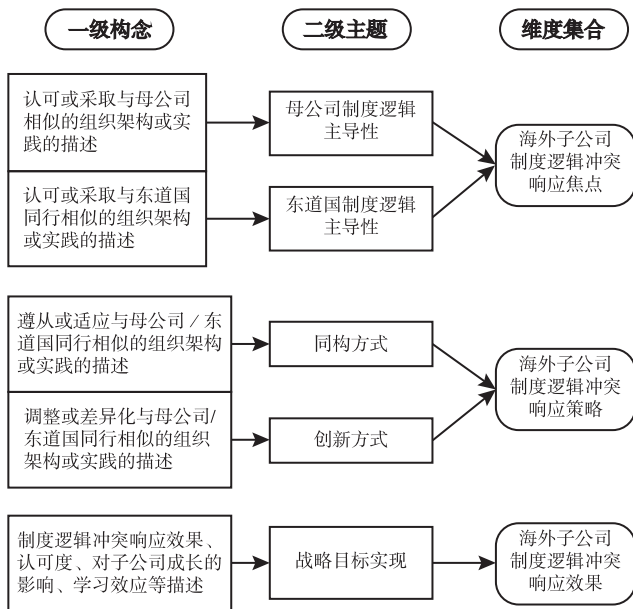 一级构念
二级主题
维度集合
认可或采取与母公司
相似的组织架构或实
践的描述
母公司制度逻辑
主导性
认可或采取与东道国
同行相似的组织架构
或实践的描述
东道国制度逻辑
主导性
海外子公司
制度逻辑冲突
响应焦点
遵从或适应与母公司／东
道国同行相似的组织架构
或实践的描述
同构方式
调整或差异化与母公司/
东道国同行相似的组织
架构或实践的描述
创新方式
海外子公司
制度逻辑冲突
响应策略
制度逻辑冲突响应效果、
认可度、对子公司成长的
影响、学习效应等描述
战略目标实现
海外子公司
制度逻辑冲突
响应效果